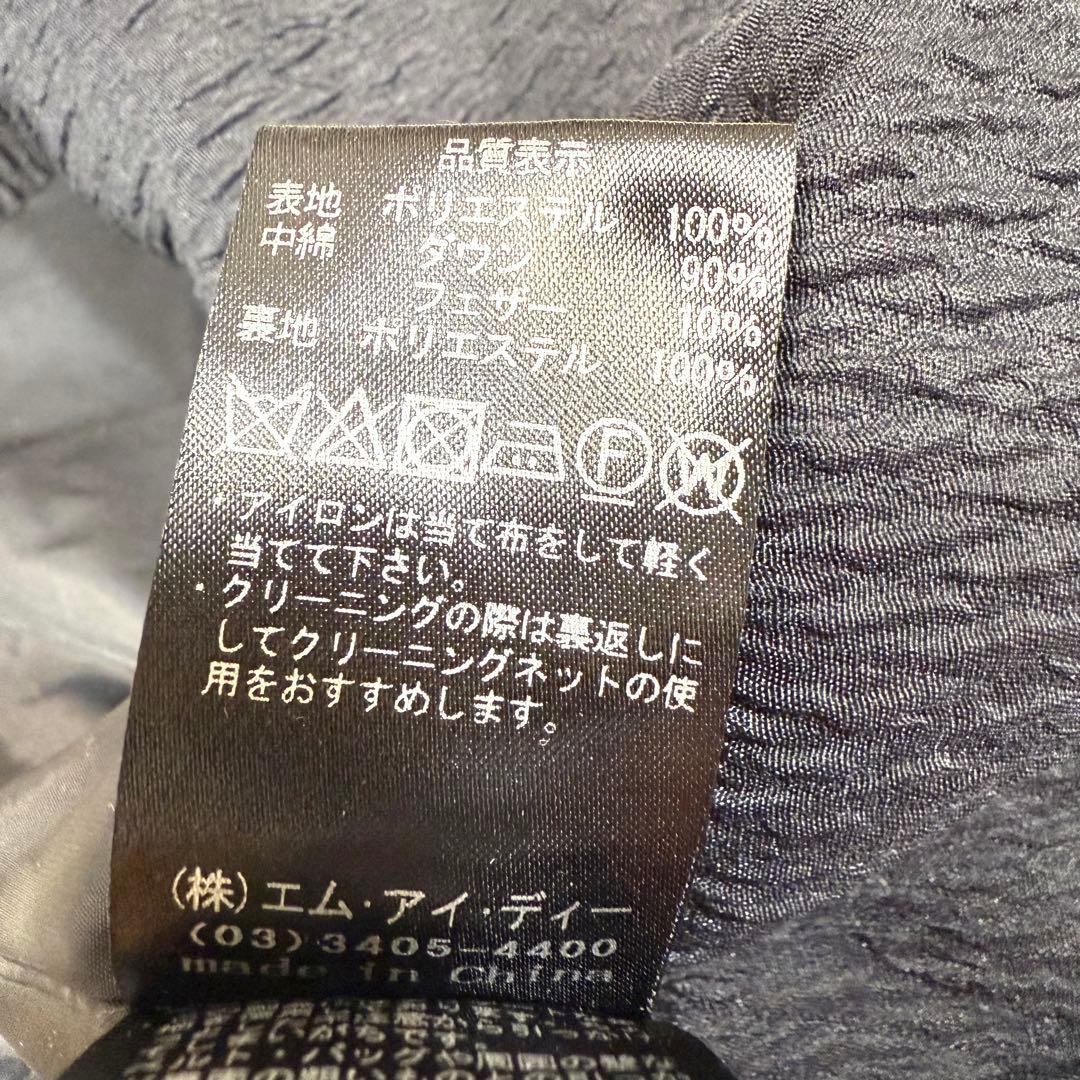 品質表示
表地 ポリエステル 100%
中綿 ダウン 90%
フェザー 10%
裏地 ポリエステル 100%
F W
・アイロンは当て布をして軽く
当てて下さい。
・クリーニングの際は裏返しに
してクリーニングネットの使
用をおすすめします。
(株)エム・アイ・ディー
(03)3405-4400
made in China